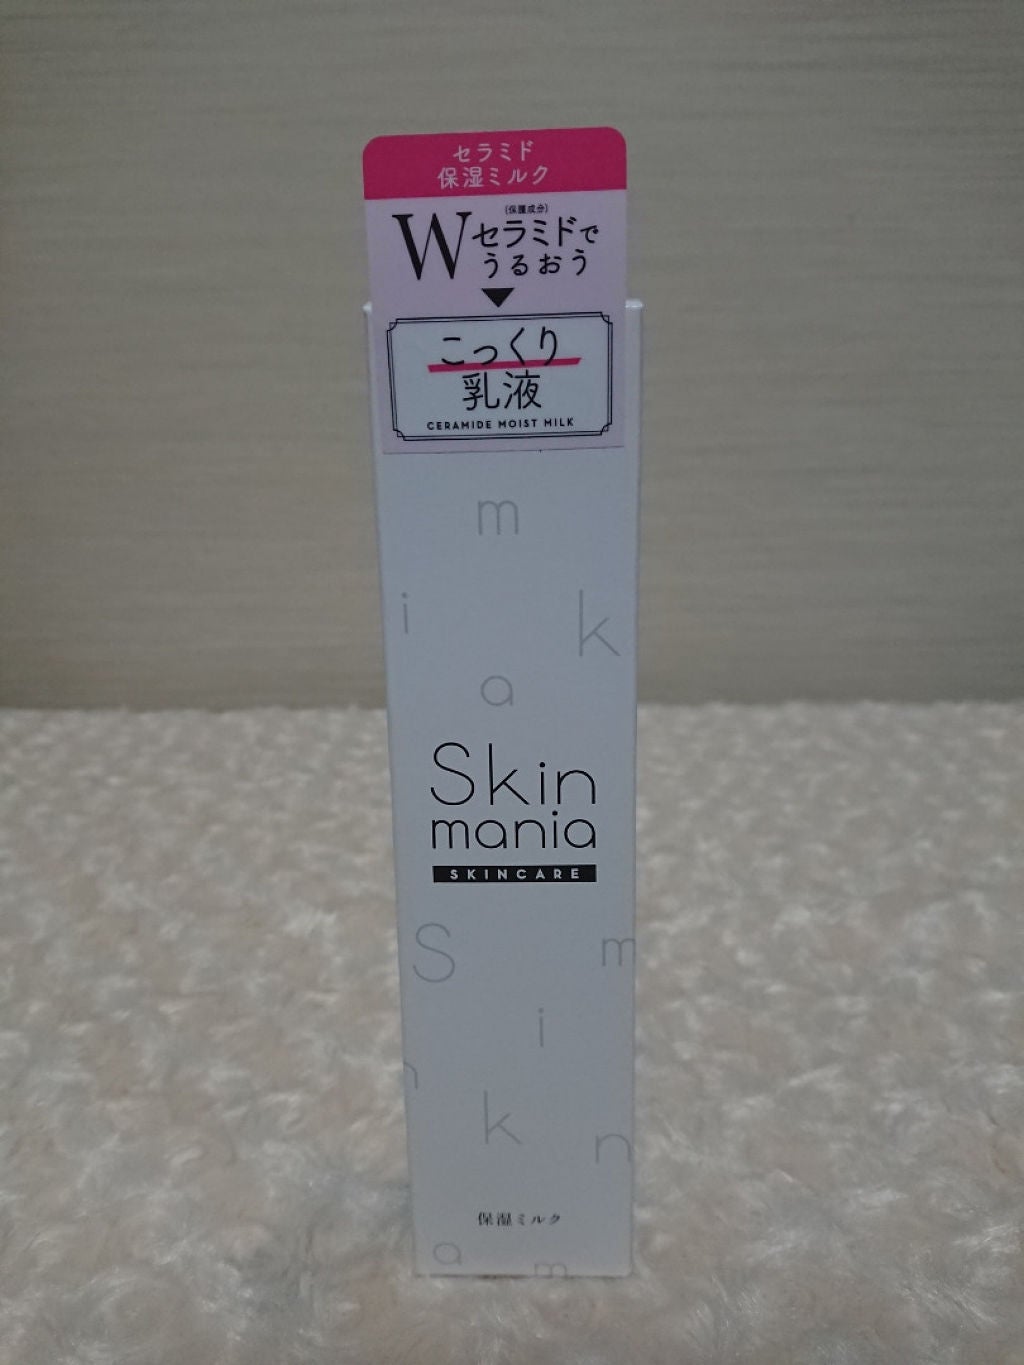 セラミド
保湿ミルク
(保護成分)
Wセラミドで
うるおう
こっくり
乳液
CERAMIDE MOIST MILK
m
i
k
a
Skin
mania
SKINCARE
S
m
i
n
k
n
保湿ミルク
a
m